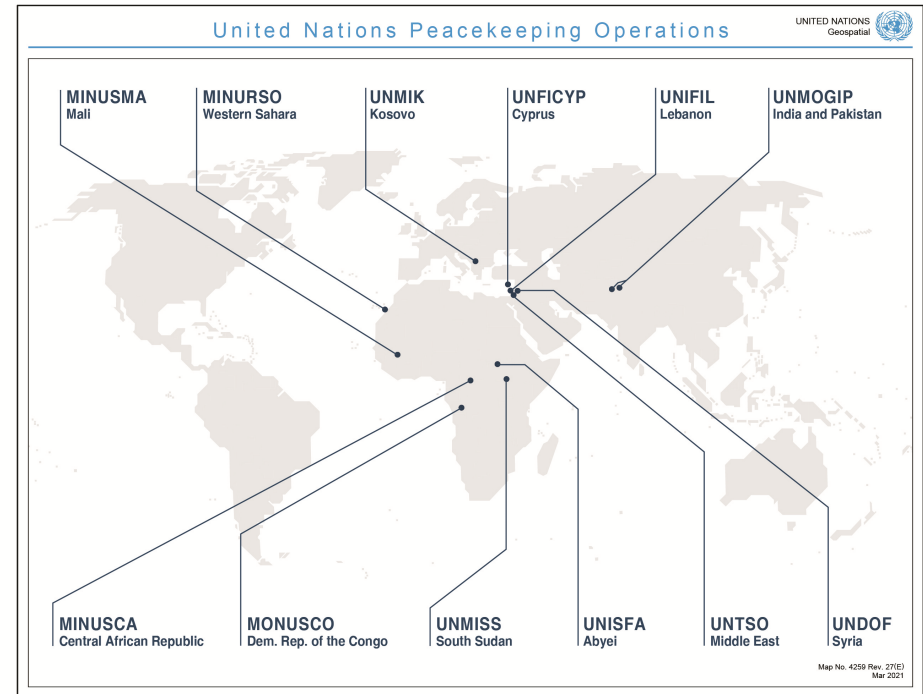 United Nations Peacekeeping Operations
UNITED NATIONS
Geospatial
MINUSMA
Mali
MINURSO
Western Sahara
UNMIK
Kosovo
UNFICYP
Cyprus
UNIFIL
Lebanon
UNMOGIP
India and Pakistan
MINUSCA
Central African Republic
MONUSCO
Dem. Rep. of the Congo
UNMISS
South Sudan
UNISFA
Abyei
UNTSO
Middle East
UNDOF
Syria
Map No. 4259 Rev. 27(E)
Mar 2021